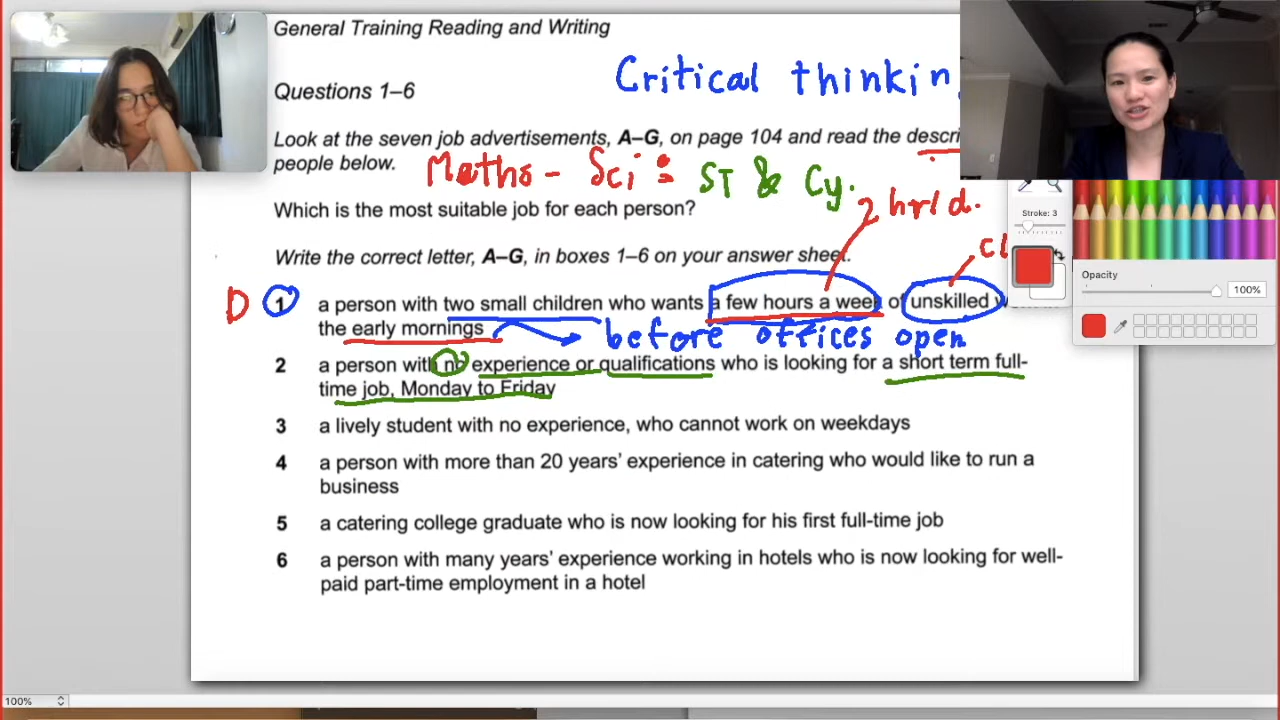 General Training Reading and Writing
Critical thinkin
Questions 1–6
Look at the seven job advertisements, A–G, on page 104 and read the descri
people below.
Maths - Sci : ST & Cy.
Which is the most suitable job for each person?
2 hr/d.
Stroke: 3
Write the correct letter, A–G, in boxes 1–6 on your answer sheet.
Opacity
100%
D 1 a person with two small children who wants a few hours a week of unskilled w
the early mornings before offices open
2 a person with no experience or qualifications who is looking for a short term full-
time job, Monday to Friday
3 a lively student with no experience, who cannot work on weekdays
4 a person with more than 20 years' experience in catering who would like to run a
business
5 a catering college graduate who is now looking for his first full-time job
6 a person with many years' experience working in hotels who is now looking for well-
paid part-time employment in a hotel
100%